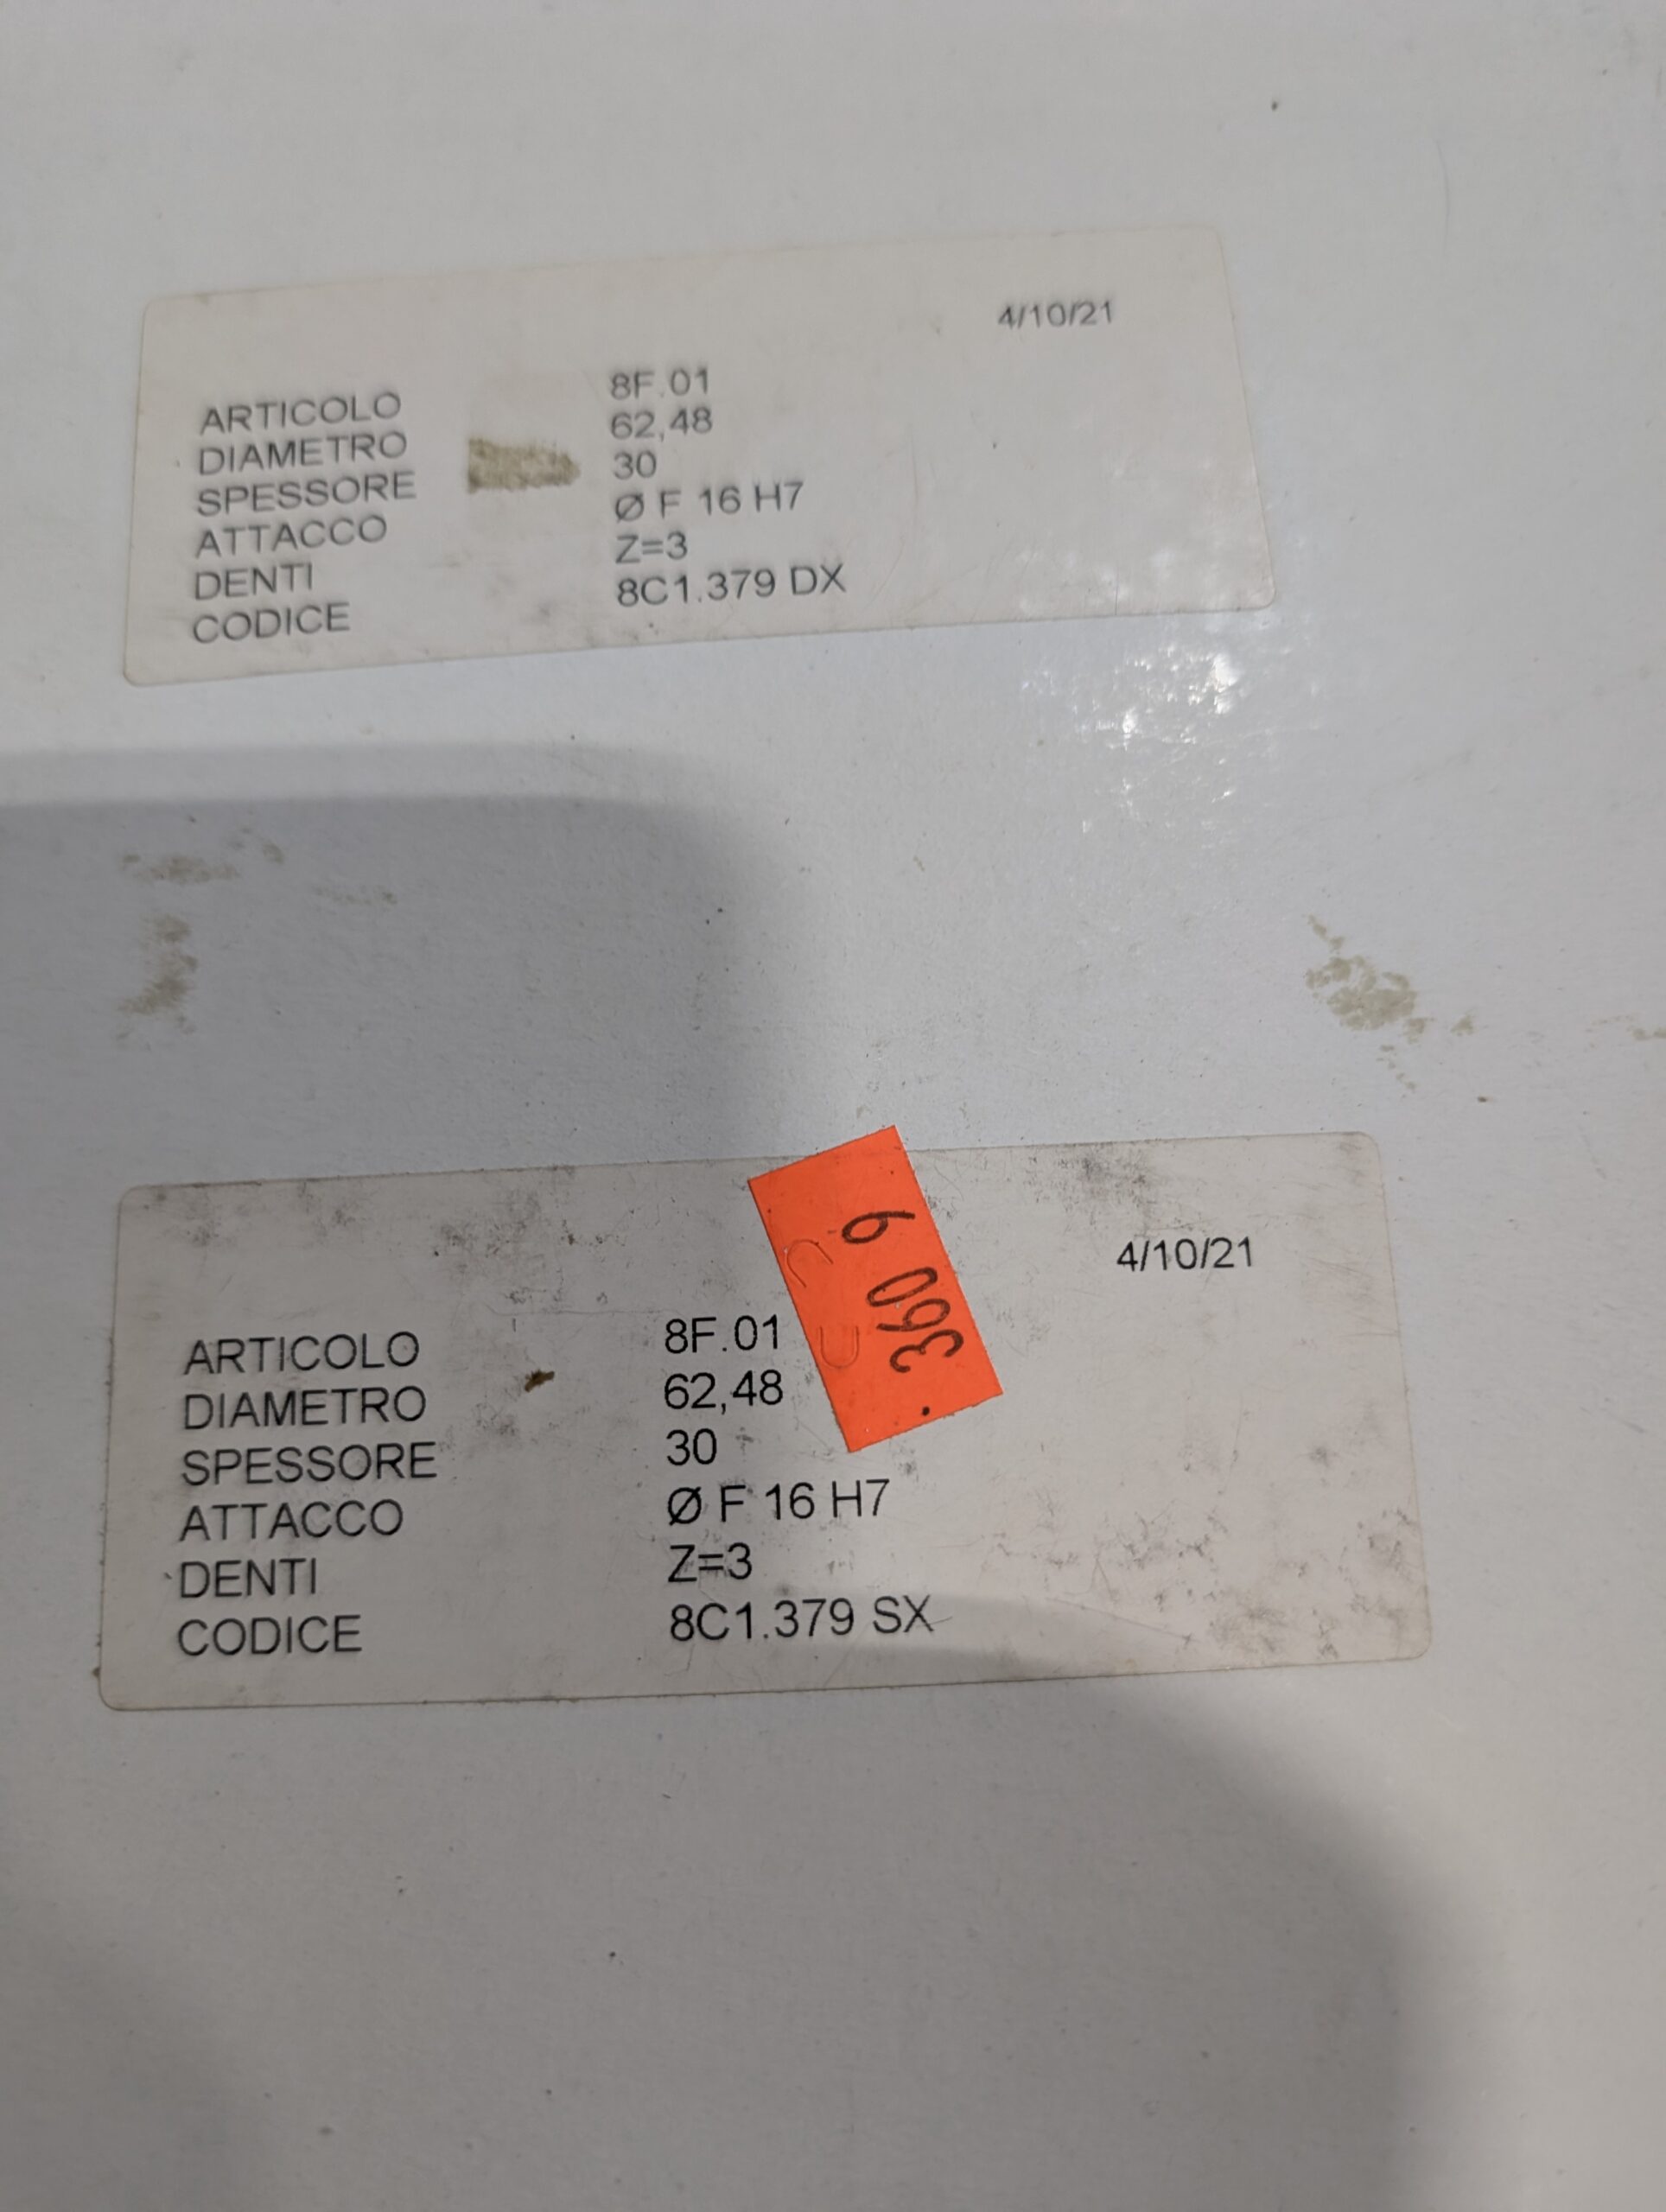 4/10/21
ARTICOLO 8F.01
DIAMETRO 62,48
SPESSORE 30
ATTACCO Ø F 16 H7
DENTI Z=3
CODICE 8C1.379 DX
4/10/21
ARTICOLO 8F.01
DIAMETRO 62,48
SPESSORE 30
ATTACCO Ø F 16 H7
DENTI Z=3
CODICE 8C1.379 SX
360 9